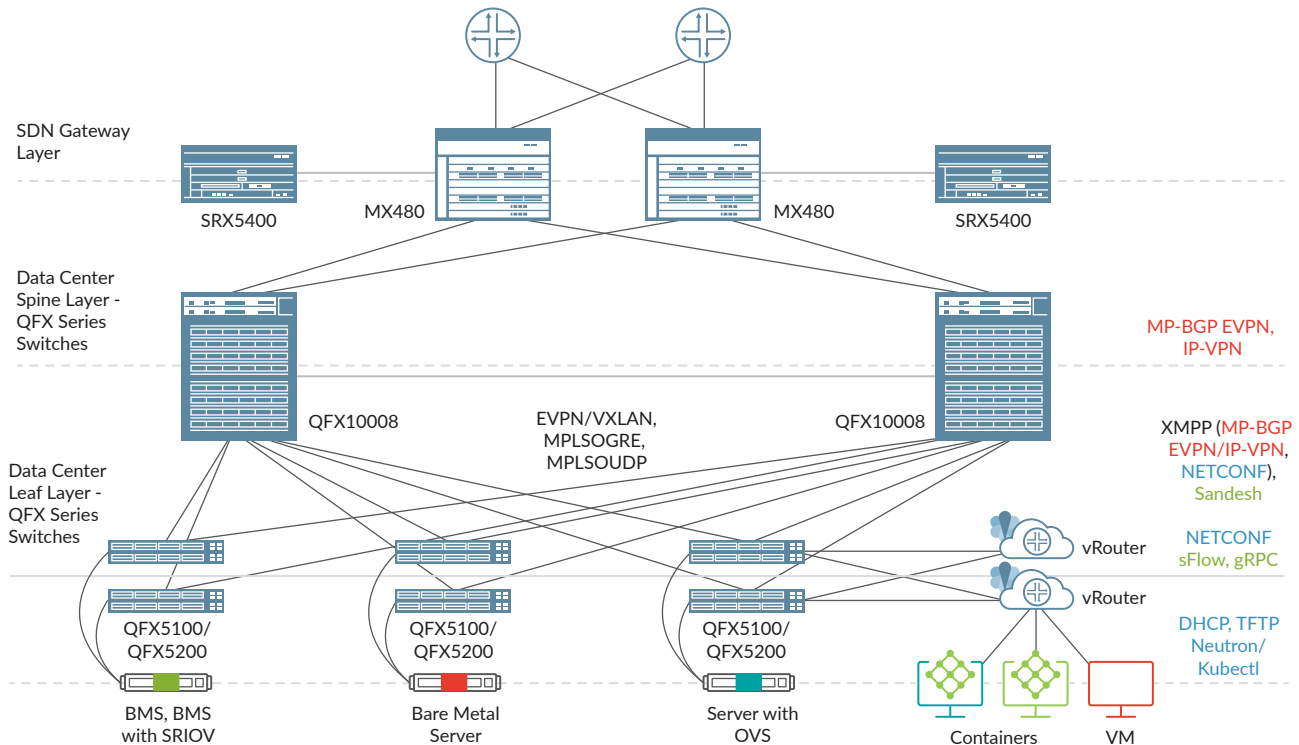 SDN Gateway
Layer
SRX5400
MX480
MX480
SRX5400
Data Center
Spine Layer -
QFX Series
Switches
MP-BGP EVPN,
IP-VPN
QFX10008
EVPN/VXLAN,
MPLSOGRE,
MPLSOUDP
QFX10008
XMPP (MP-BGP
EVPN/IP-VPN,
NETCONF),
Sandesh
Data Center
Leaf Layer -
QFX Series
Switches
vRouter
NETCONF
sFlow, gRPC
vRouter
QFX5100/
QFX5200
QFX5100/
QFX5200
QFX5100/
QFX5200
DHCP, TFTP
Neutron/
Kubectl
BMS, BMS
with SRIOV
Bare Metal
Server
Server with
OVS
Containers
VM